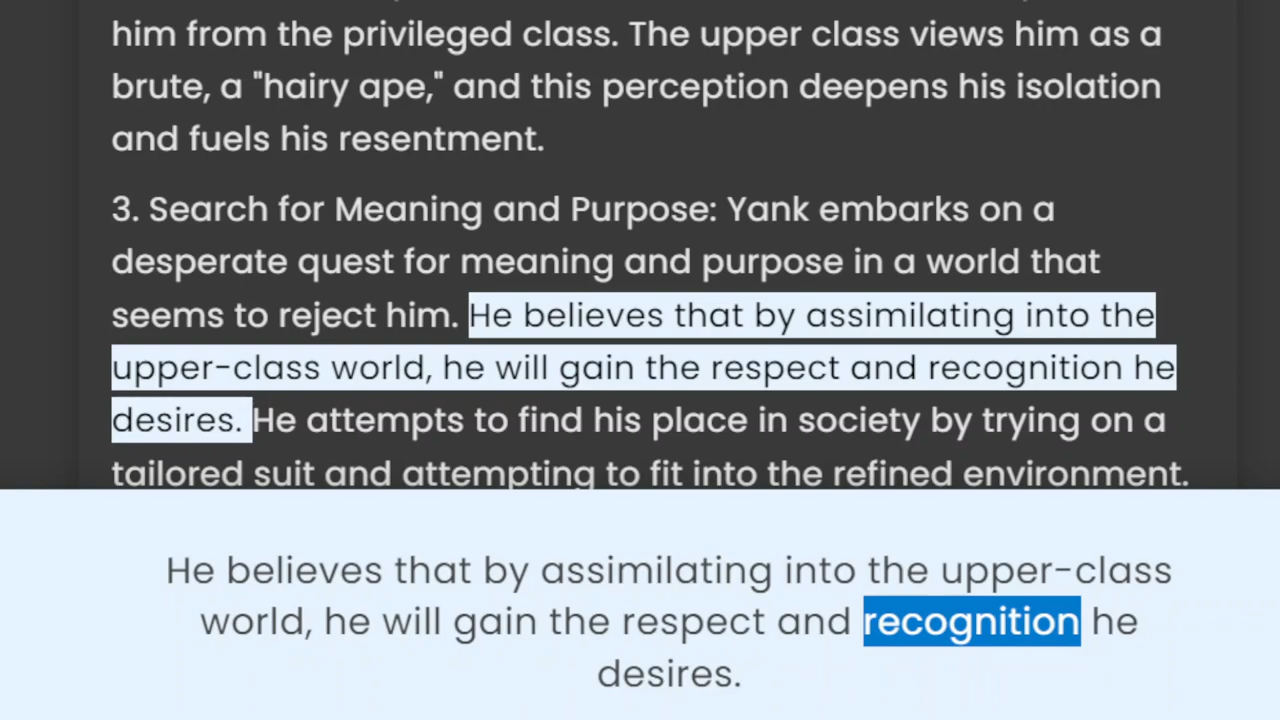 him from the privileged class. The upper class views him as a
brute, a "hairy ape," and this perception deepens his isolation
and fuels his resentment.
3. Search for Meaning and Purpose: Yank embarks on a
desperate quest for meaning and purpose in a world that
seems to reject him. He believes that by assimilating into the
upper-class world, he will gain the respect and recognition he
desires. He attempts to find his place in society by trying on a
tailored suit and attempting to fit into the refined environment.
He believes that by assimilating into the upper-class
world, he will gain the respect and recognition he
desires.